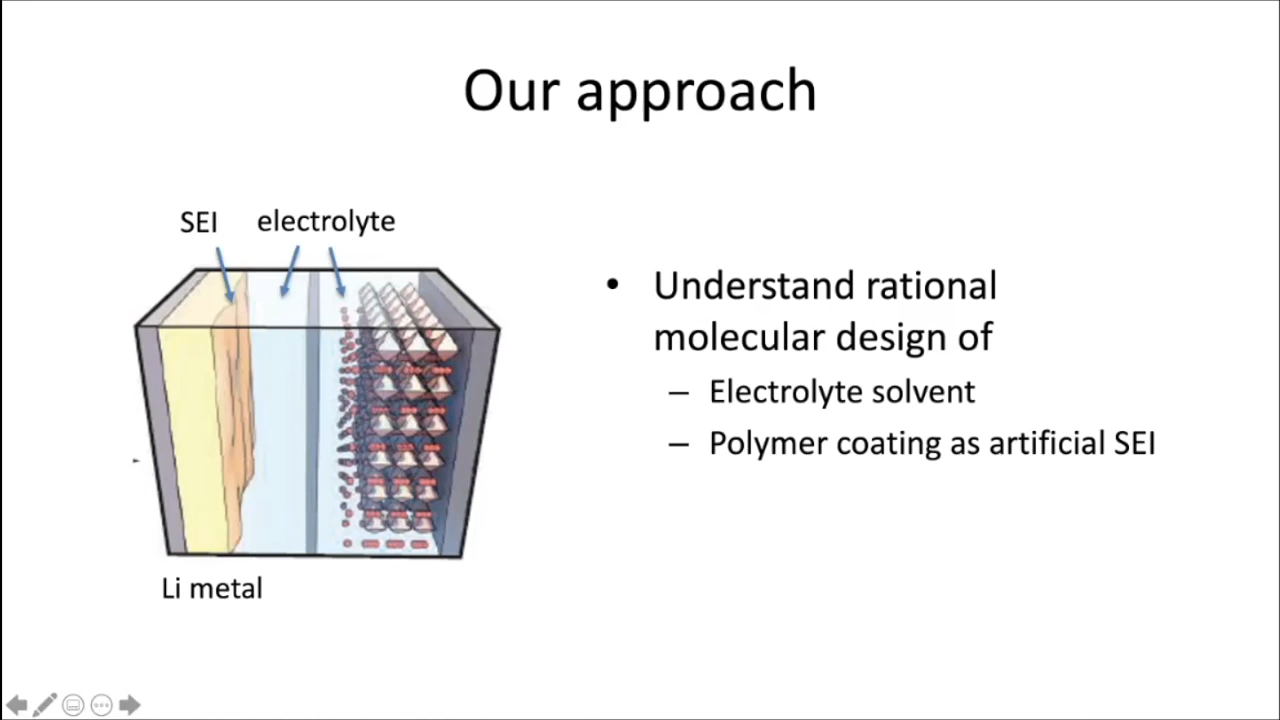 Our approach
SEI
electrolyte
Li metal
• Understand rational
molecular design of
– Electrolyte solvent
– Polymer coating as artificial SEI